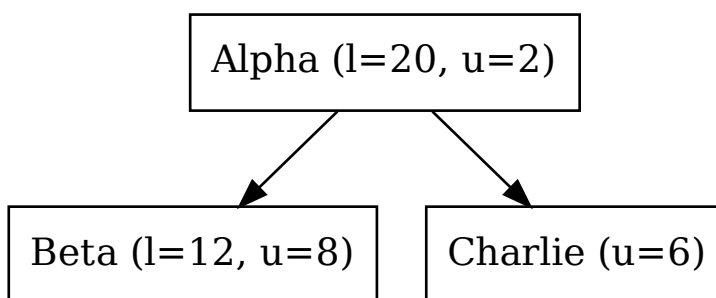 Alpha (l=20, u=2)
Beta (l=12, u=8)
Charlie (u=6)